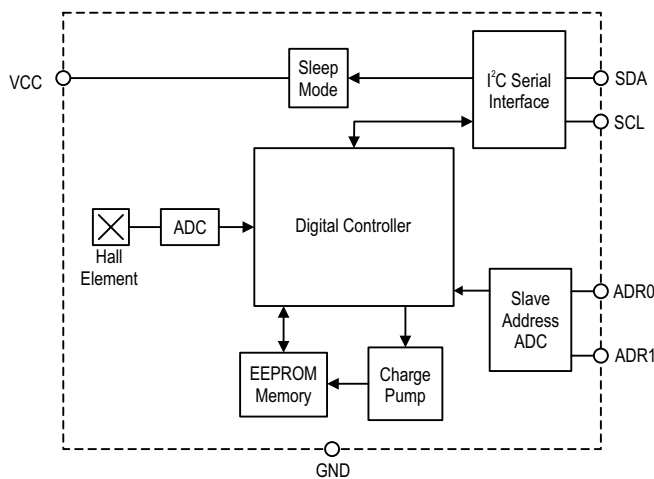 VCC
Sleep
Mode
I²C Serial
Interface
SDA
SCL
Digital Controller
ADC
Hall
Element
Slave
Address
ADC
ADR0
ADR1
EEPROM
Memory
Charge
Pump
GND